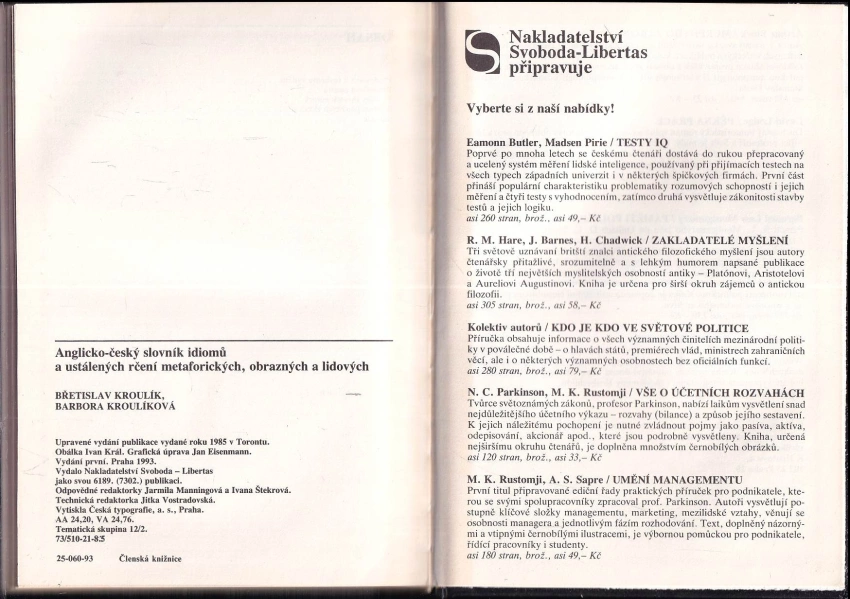 Anglicko-český slovník idiomů
a ustálených rčení metaforických, obrazných a lidových
BŘETISLAV KROULÍK,
BARBORA KROULÍKOVÁ
Upravené vydání publikace vydané roku 1985 v Torontu.
Obálka Ivan Král. Grafická úprava Jan Eisenmann.
Vydání první. Praha 1993.
Vydalo Nakladatelství Svoboda – Libertas
jako svou 6189. (7302.) publikaci.
Odpovědné redaktorky Jarmila Manningová a Ivana Štekrová.
Technická redaktorka Jitka Vostradovská.
Vytiskla Česká typografie, a. s., Praha.
AA 24,20, VA 24,76.
Tematická skupina 12/2.
73/510-21-8.5
25-060-93 Členská knižnice
Nakladatelství
Svoboda-Libertas
připravuje
Vyberte si z naší nabídky!
Eamonn Butler, Madsen Pirie / TESTY IQ
Poprvé po mnoha letech se českému čtenáři dostává do rukou přepracovaný
a ucelený systém měření lidské inteligence, používaný při přijímacích testech na
všech typech západních univerzit i v některých špičkových firmách. První část
přináší populární charakteristiku problematiky rozumových schopností i jejich
měření a čtyři testy s vyhodnocením, zatímco druhá vysvětluje zákonitosti stavby
testů a jejich logiku.
asi 260 stran, brož., asi 49,– Kč
R. M. Hare, J. Barnes, H. Chadwick / ZAKLADATELÉ MYŠLENÍ
Tři světově uznávaní britští znalci antického filozofického myšlení jsou autory
čtenářsky přitažlivé, srozumitelně a s lehkým humorem napsané publikace
o životě tří největších myslitelských osobností antiky – Platónovi, Aristotelovi
a Aureliovi Augustinovi. Kniha je určena pro širší okruh zájemců o antickou
filozofii.
asi 305 stran, brož., asi 58,– Kč
Kolektiv autorů / KDO JE KDO VE SVĚTOVÉ POLITICE
Příručka obsahuje informace o všech významných činitelích mezinárodní politi-
ky v poválečné době – o hlavách států, premiérech vlád, ministrech zahraničních
věcí, ale i o některých významných osobnostech bez oficiálních funkcí.
asi 280 stran, brož., asi 79,– Kč
N. C. Parkinson, M. K. Rustomji / VŠE O ÚČETNÍCH ROZVAHÁCH
Tvůrce světoznámých zákonů, profesor Parkinson, nabízí laikům vysvětlení snad
nejdůležitějšího účetního výkazu – rozvahy (bilance) a způsob jejího sestavení.
K jejich náležitému pochopení je nutné zvládnout pojmy jako pasíva, aktíva,
odepisování, akcionář apod., které jsou podrobně vysvětleny. Kniha, určená
nejširšímu okruhu čtenářů, je doplněna množstvím černobílých obrázků.
asi 120 stran, brož., asi 33,– Kč
M. K. Rustomji, A. S. Sapre / UMĚNÍ MANAGEMENTU
První titul připravované ediční řady praktických příruček pro podnikatele, kte-
rou se svými spolupracovníky zpracoval prof. Parkinson. Autoři vysvětlují po-
stupně klíčové složky managementu, marketing, mezilidské vztahy, věnují se
osobnosti managera a jednotlivým fázím rozhodování. Text, doplněný názorný-
mi a vtipnými černobílými ilustracemi, je výbornou pomůckou pro podnikatele,
řídící pracovníky i studenty.
asi 180 stran, brož., asi 49,– Kč